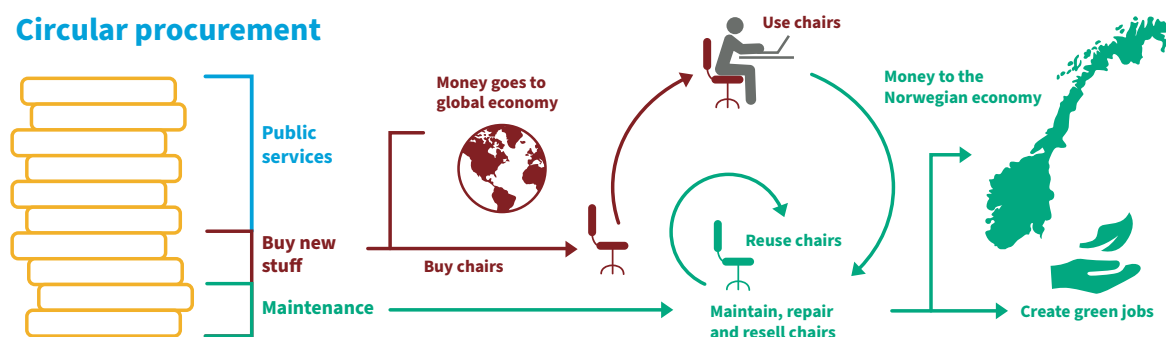 Circular procurement
Public
services
Buy new
stuff
Maintenance
Money goes to
global economy
Buy chairs
Use chairs
Reuse chairs
Maintain, repair
and resell chairs
Money to the
Norwegian economy
Create green jobs